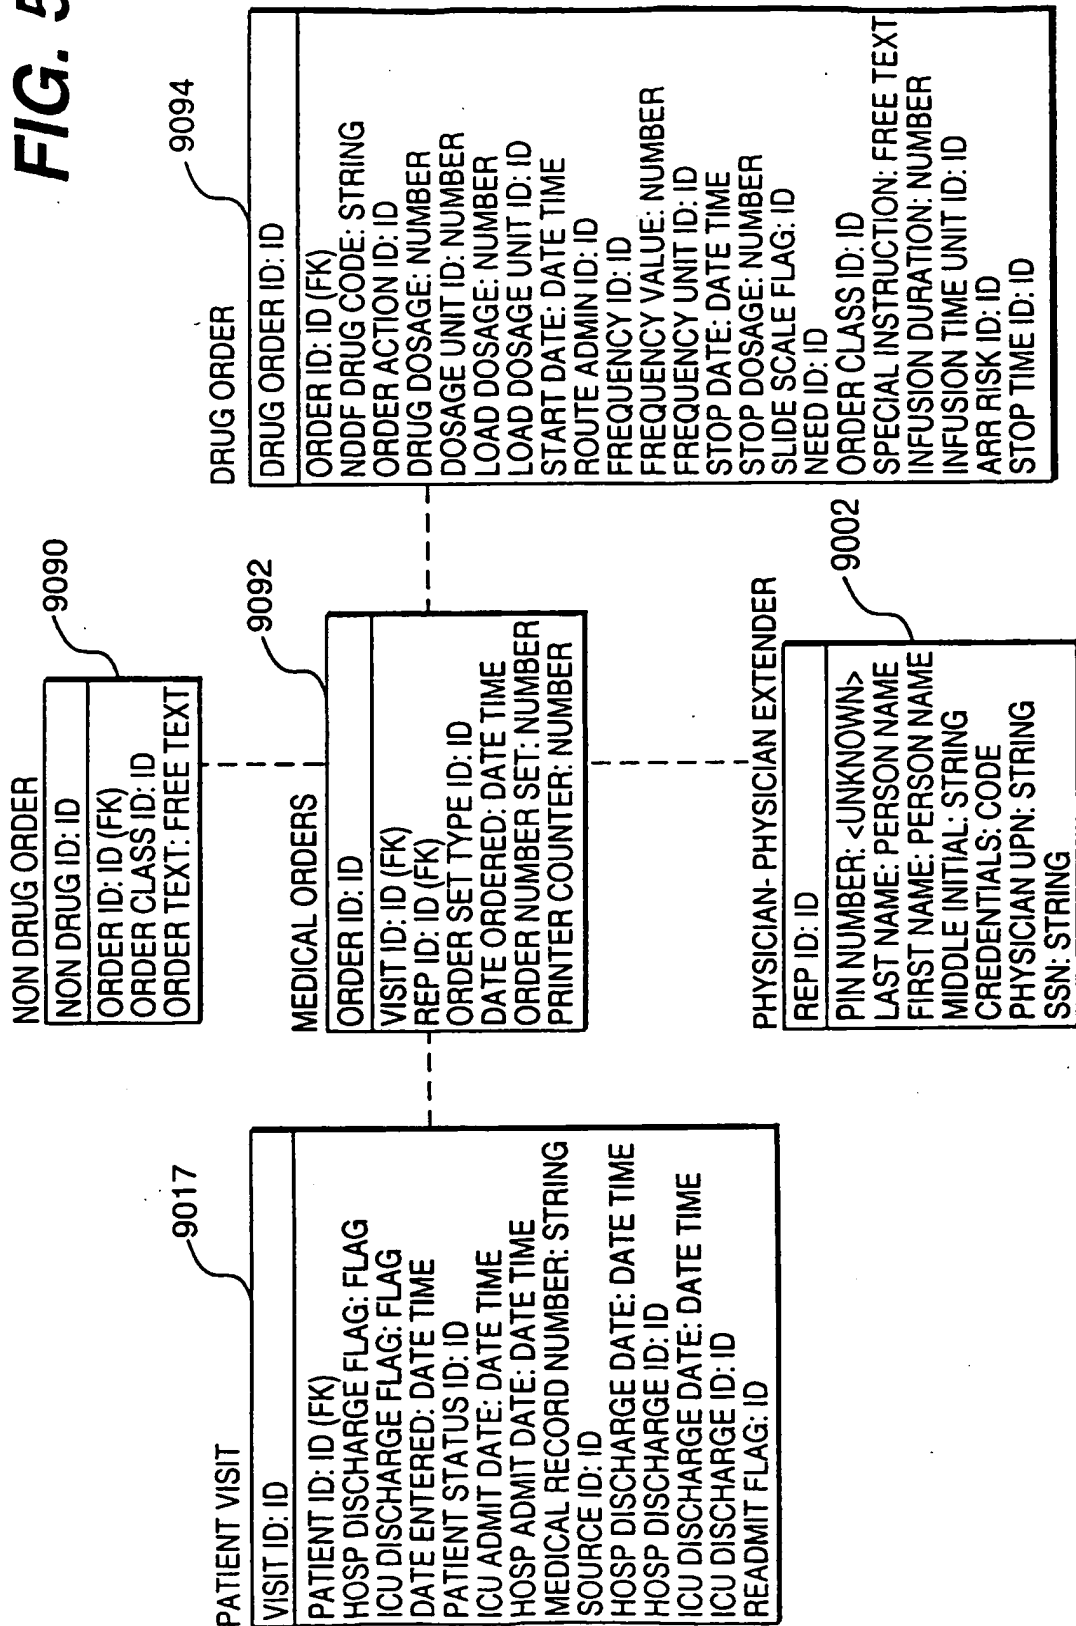 FIG. 5
PATIENT VISIT
9017
VISIT ID: ID
PATIENT ID: ID (FK)
HOSP DISCHARGE FLAG: FLAG
ICU DISCHARGE FLAG: FLAG
DATE ENTERED: DATE TIME
PATIENT STATUS ID: ID
ICU ADMIT DATE: DATE TIME
HOSP ADMIT DATE: DATE TIME
MEDICAL RECORD NUMBER: STRING
SOURCE ID: ID
HOSP DISCHARGE DATE: DATE TIME
HOSP DISCHARGE ID: ID
ICU DISCHARGE DATE: DATE TIME
ICU DISCHARGE ID: ID
READMIT FLAG: ID
NON DRUG ORDER
9090
NON DRUG ID: ID
ORDER ID: ID (FK)
ORDER CLASS ID: ID
ORDER TEXT: FREE TEXT
MEDICAL ORDERS
9092
ORDER ID: ID
VISIT ID: ID (FK)
REP ID: ID (FK)
ORDER SET TYPE ID: ID
DATE ORDERED: DATE TIME
ORDER NUMBER SET: NUMBER
PRINTER COUNTER: NUMBER
PHYSICIAN- PHYSICIAN EXTENDER
9002
REP ID: ID
PIN NUMBER: <UNKNOWN>
LAST NAME: PERSON NAME
FIRST NAME: PERSON NAME
MIDDLE INITIAL: STRING
CREDENTIALS: CODE
PHYSICIAN UPN: STRING
SSN: STRING
DRUG ORDER
9094
DRUG ORDER ID: ID
ORDER ID: ID (FK)
NDDF DRUG CODE: STRING
ORDER ACTION ID: ID
DRUG DOSAGE: NUMBER
DOSAGE UNIT ID: NUMBER
LOAD DOSAGE: NUMBER
LOAD DOSAGE UNIT ID: ID
START DATE: DATE TIME
ROUTE ADMIN ID: ID
FREQUENCY ID: ID
FREQUENCY VALUE: NUMBER
FREQUENCY UNIT ID: ID
STOP DATE: DATE TIME
STOP DOSAGE: NUMBER
SLIDE SCALE FLAG: ID
NEED ID: ID
ORDER CLASS ID: ID
SPECIAL INSTRUCTION: FREE TEXT
INFUSION DURATION: NUMBER
INFUSION TIME UNIT ID: ID
ARR RISK ID: ID
STOP TIME ID: ID